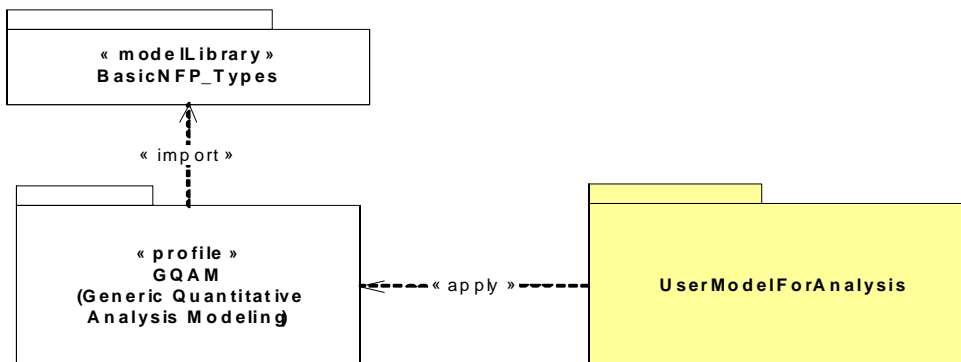 « modelLibrary »
BasicNFP_Types
« import »
« profile »
GQAM
(Generic Quantitative
Analysis Modeling)
« apply »
UserModelForAnalysis